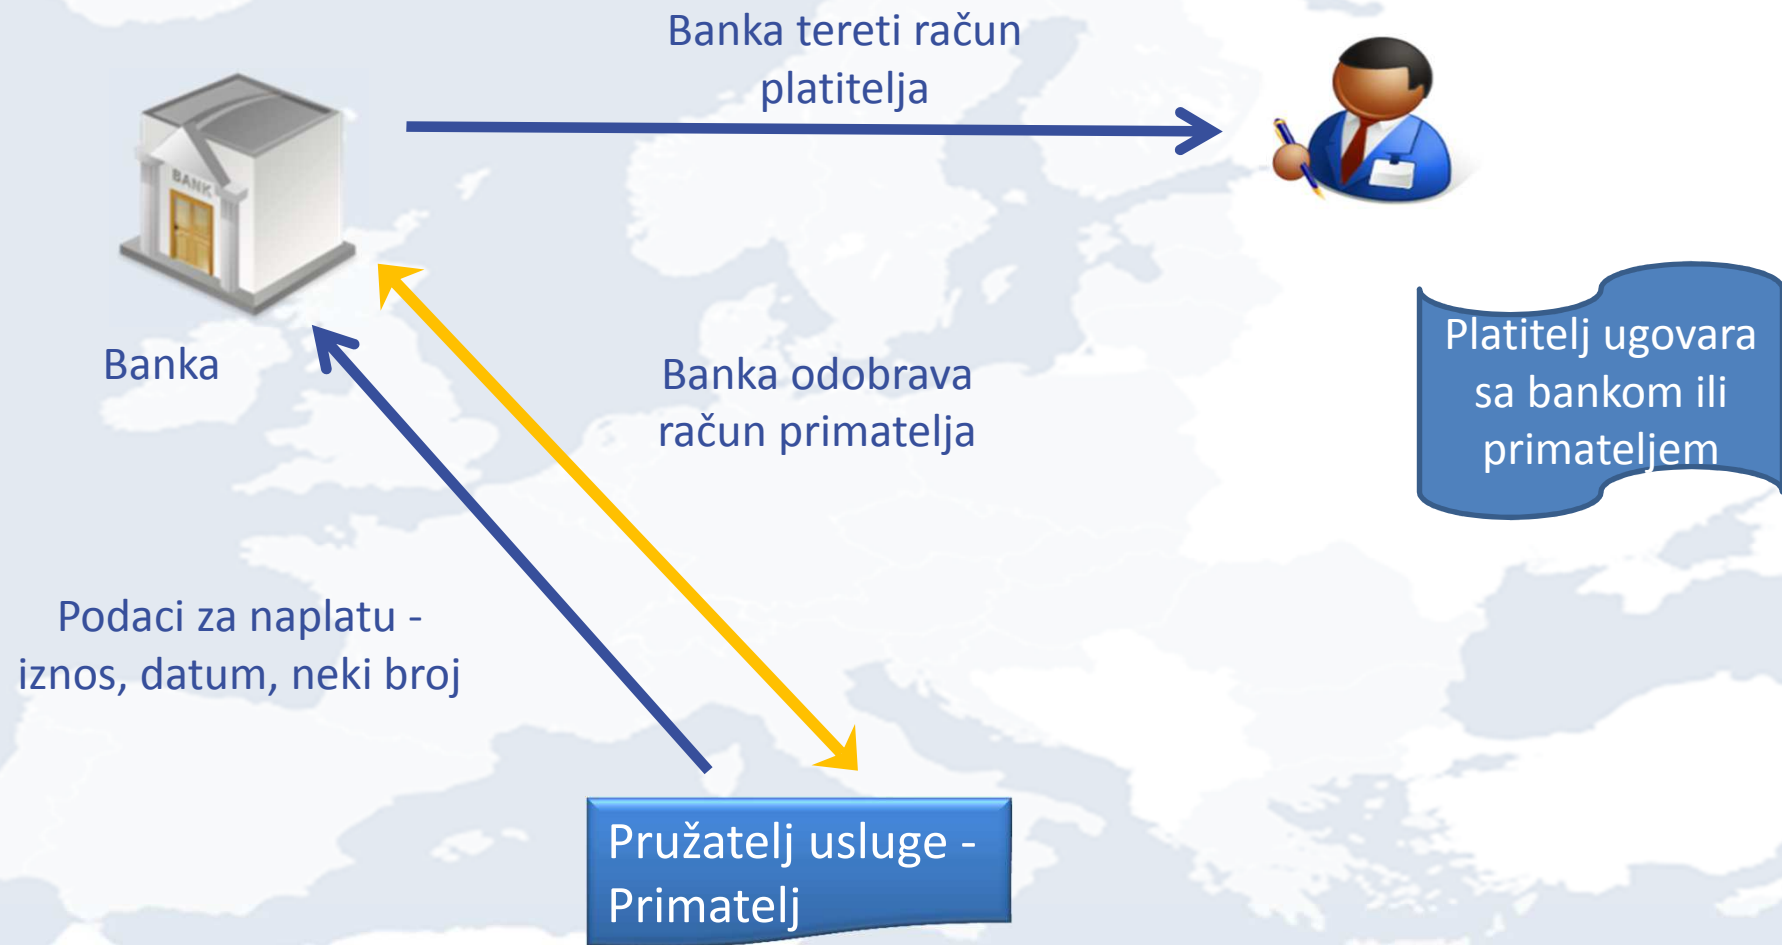 Banka tereti račun
platitelja
BANK
Banka
Banka odobrava
račun primatelja
Platitelj ugovara
sa bankom ili
primateljem
Podaci za naplatu -
iznos, datum, neki broj
Pružatelj usluge -
Primatelj